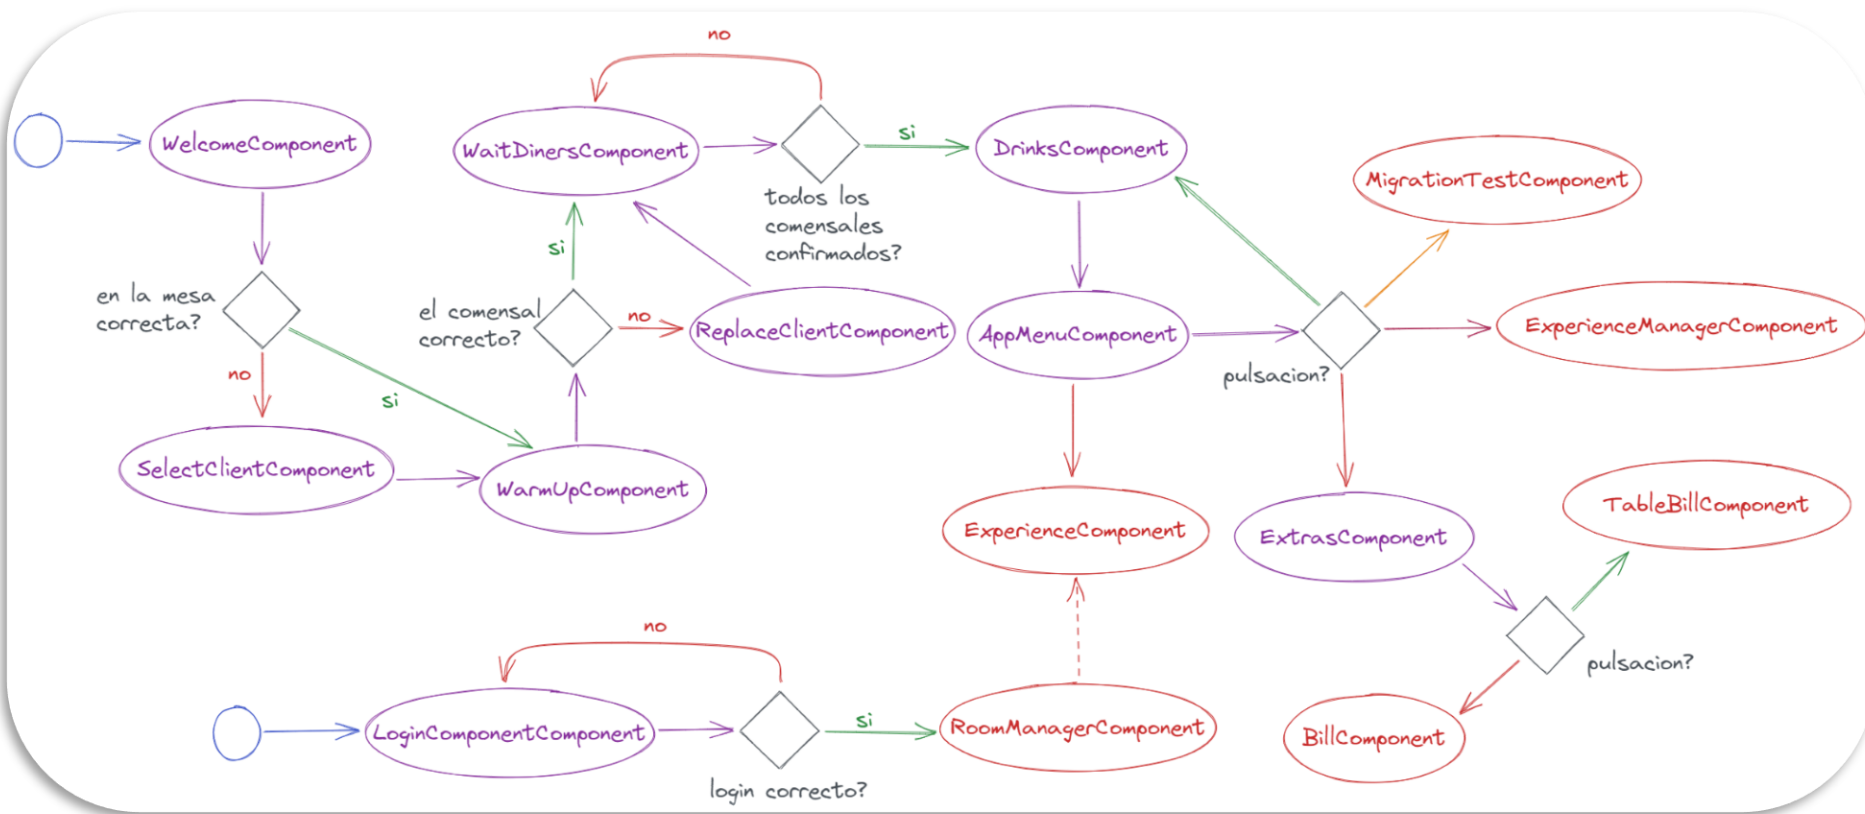 no
WelcomeComponent
WaitDinersComponent
si
DrinksComponent
MigrationTestComponent
todos los
comensales
confirmados?
si
en la mesa
correcta?
el comensal
correcto?
no
ReplaceClientComponent
AppMenuComponent
ExperienceManagerComponent
pulsacion?
no
si
SelectClientComponent
WarmUpComponent
ExperienceComponent
ExtrasComponent
TableBillComponent
no
pulsacion?
LoginComponentComponent
si
RoomManagerComponent
BillComponent
login correcto?